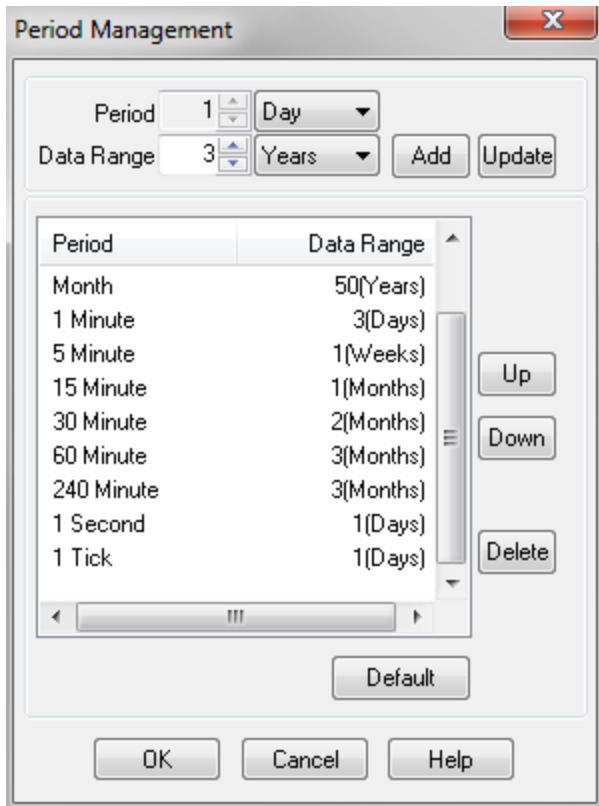 Period Management
Period 1 Day
Data Range 3 Years Add Update
Period Data Range
Month 50(Years)
1 Minute 3(Days)
5 Minute 1(Weeks)
15 Minute 1(Months)
30 Minute 2(Months)
60 Minute 3(Months)
240 Minute 3(Months)
1 Second 1(Days)
1 Tick 1(Days)
Up
Down
Delete
Default
OK Cancel Help